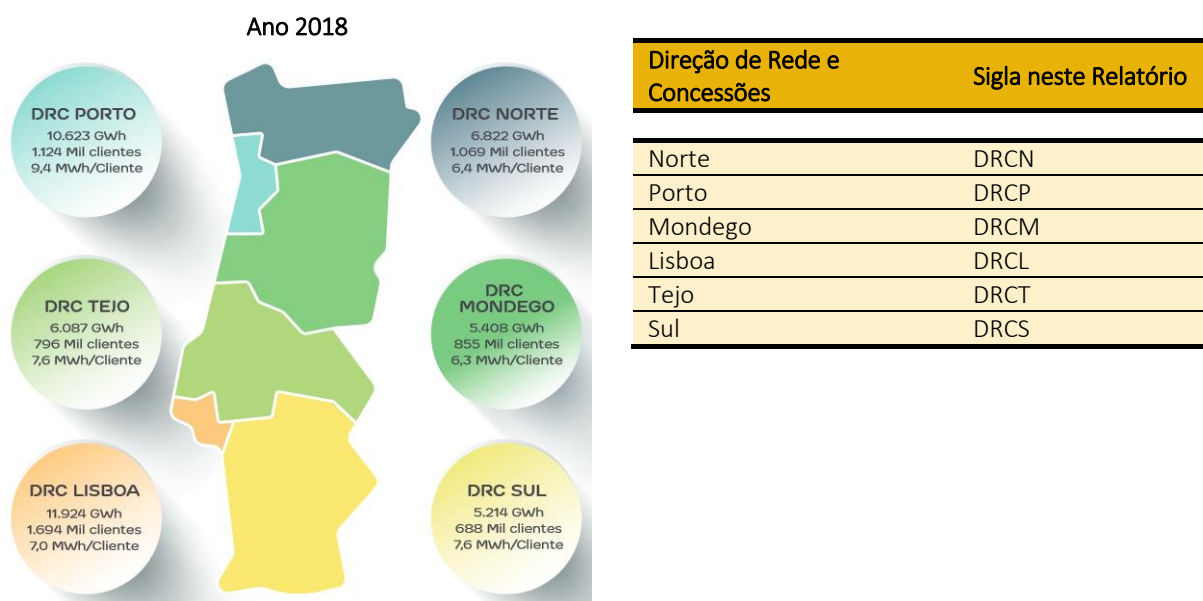 Ano 2018
DRC PORTO
10.623 GWh
1.124 Mil clientes
9,4 MWh/Cliente
DRC NORTE
6.822 GWh
1.069 Mil clientes
6,4 MWh/Cliente
DRC TEJO
6.087 GWh
796 Mil clientes
7,6 MWh/Cliente
DRC
MONDEGO
5.408 GWh
855 Mil clientes
6,3 MWh/Cliente
DRC LISBOA
11.924 GWh
1.694 Mil clientes
7,0 MWh/Cliente
DRC SUL
5.214 GWh
688 Mil clientes
7,6 MWh/Cliente
Direção de Rede e
Concessões
Sigla neste Relatório
Norte DRCN
Porto DRCP
Mondego DRCM
Lisboa DRCL
Tejo DRCT
Sul DRCS